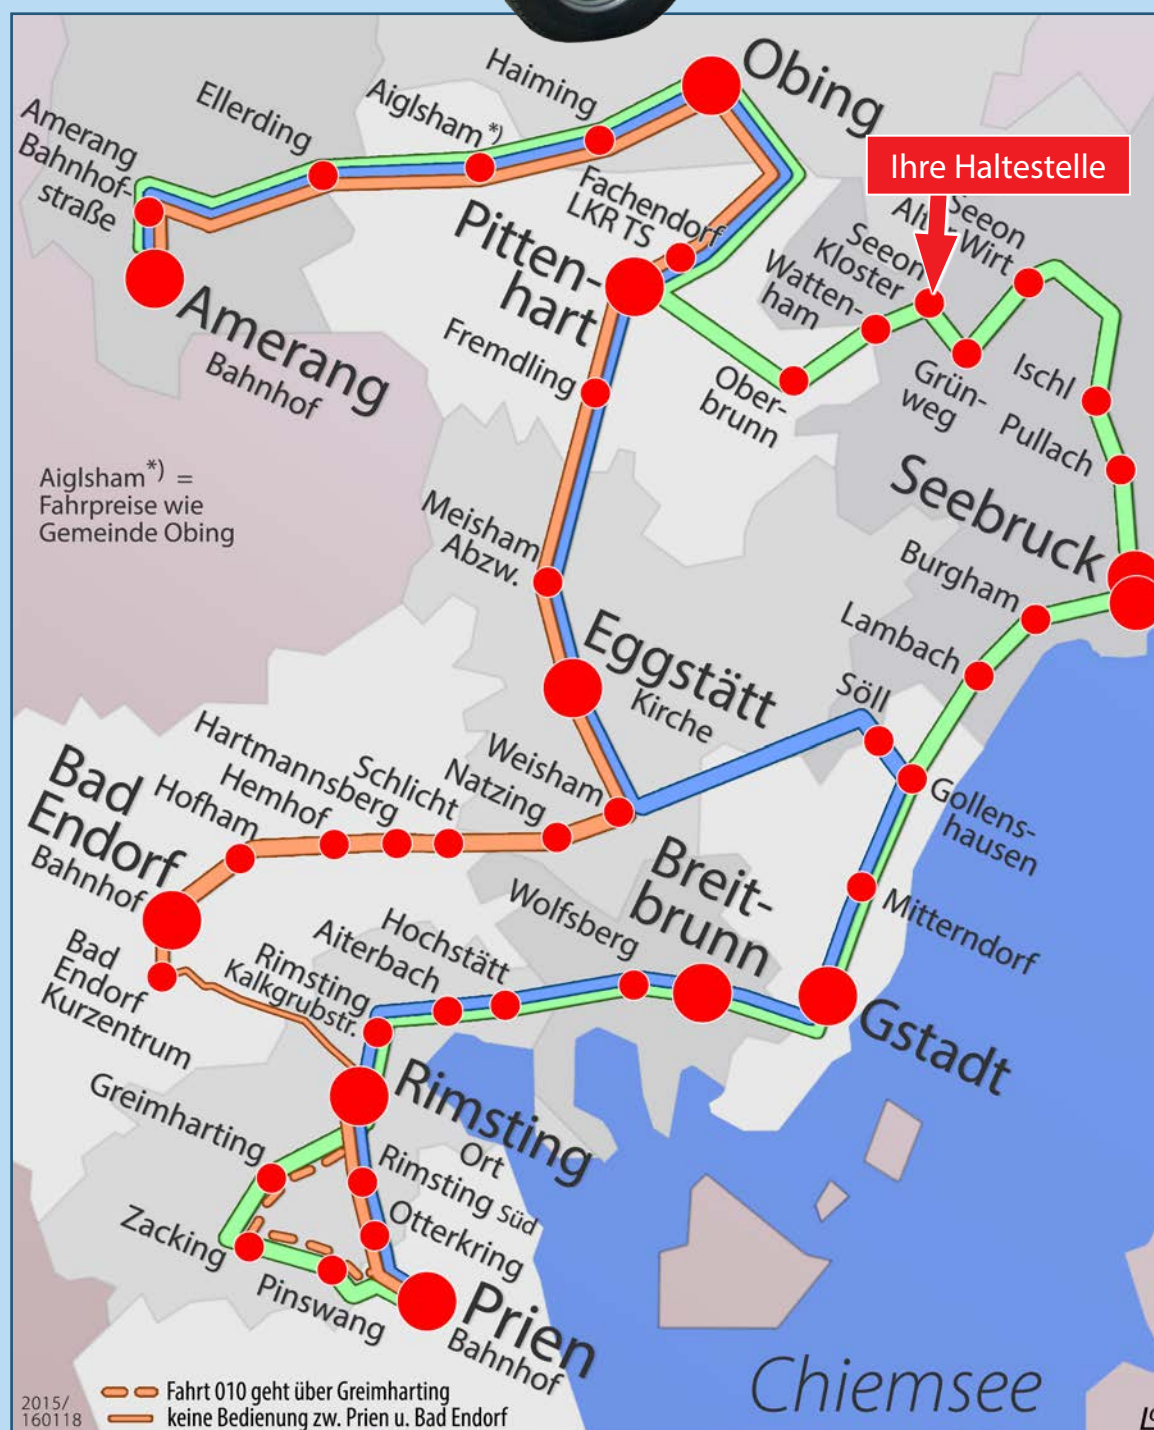 Obing
Haiming
Aiglsham *)
Ellerding
Amerang
Bahnhof-
straße
Ihre Haltestelle
Fachendorf
LKR TS
Pitten-
hart
Seeon
Alter Wirt
Seeon
Kloster
Watten-
ham
Amerang
Bahnhof
Fremdling
Ober-
brunn
Grün-
weg
Ischl
Pullach
Aiglsham*) =
Fahrpreise wie
Gemeinde Obing
Seebruck
Meisham
Abzw.
Burgham
Lambach
Eggstätt
Kirche
Söll
Weisham
Natzing
Schlicht
Hartmannsberg
Hemhof
Hofham
Bad
Endorf
Bahnhof
Gollens-
hausen
Breit-
brunn
Wolfsberg
Mitterndorf
Hochstätt
Aiterbach
Rimsting
Kalkgrubstr.
Bad
Endorf
Kurzentrum
Gstadt
Rimsting
Ort
Greimharting
Rimsting Süd
Otterkring
Zacking
Pinswang
Prien
Bahnhof
Chiemsee
Fahrt 010 geht über Greimharting
keine Bedienung zw. Prien u. Bad Endorf
2015/
160118